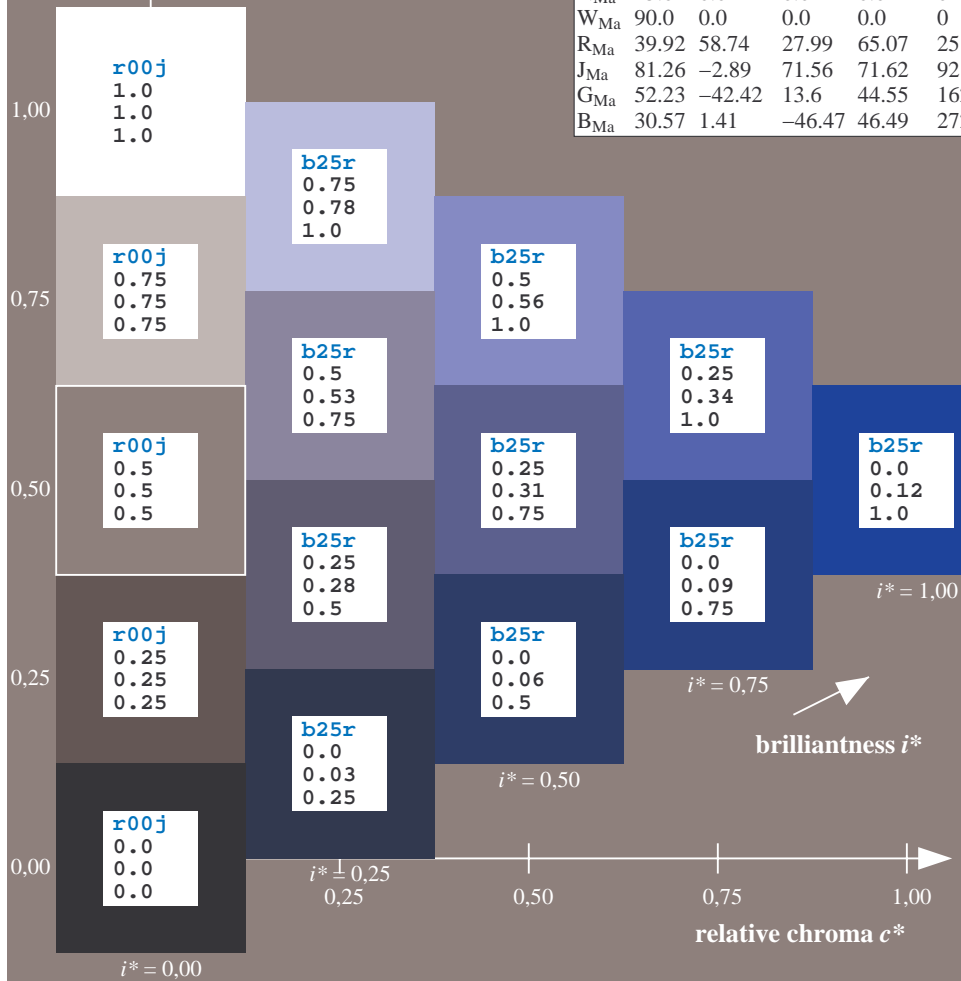 W_Ma 90.0 0.0 0.0 0.0 0
R_Ma 39.92 58.74 27.99 65.07 25
J_Ma 81.26 −2.89 71.56 71.62 92
G_Ma 52.23 −42.42 13.6 44.55
B_Ma 30.57 1.41 −46.47 46.49
1,00
0,75
0,50
0,25
0,00
r00j
1.0
1.0
1.0
r00j
0.75
0.75
0.75
r00j
0.5
0.5
0.5
r00j
0.25
0.25
0.25
r00j
0.0
0.0
0.0
i* = 0,00
b25r
0.75
0.78
1.0
b25r
0.5
0.53
0.75
b25r
0.25
0.28
0.5
b25r
0.0
0.03
0.25
i* = 0,25
b25r
0.5
0.56
1.0
b25r
0.25
0.31
0.75
b25r
0.0
0.06
0.5
i* = 0,50
b25r
0.25
0.34
1.0
b25r
0.0
0.09
0.75
i* = 0,75
b25r
0.0
0.12
1.0
i* = 1,00
brilliantness i*
0,25 0,50 0,75 1,00
relative chroma c*